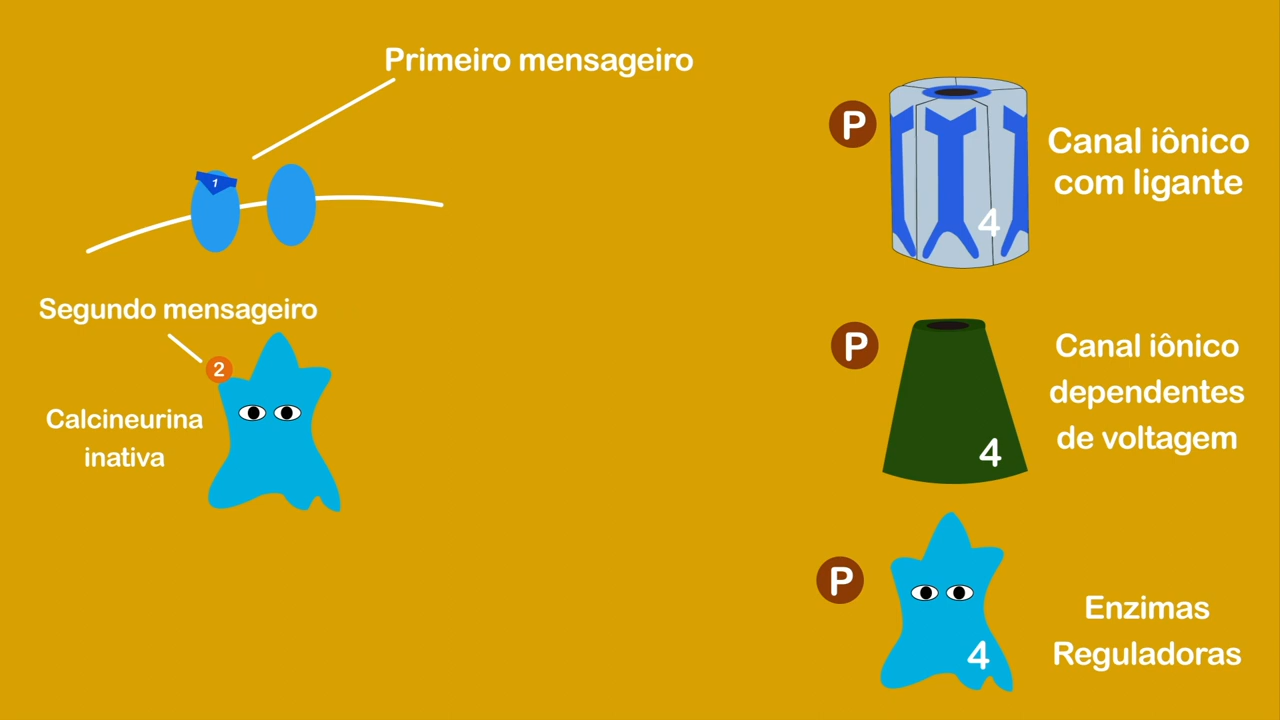 Primeiro mensageiro
1
Segundo mensageiro
2
Calcineurina
inativa
P
Canal iônico
com ligante
4
P
Canal iônico
dependentes
de voltagem
4
P
Enzimas
Reguladoras
4